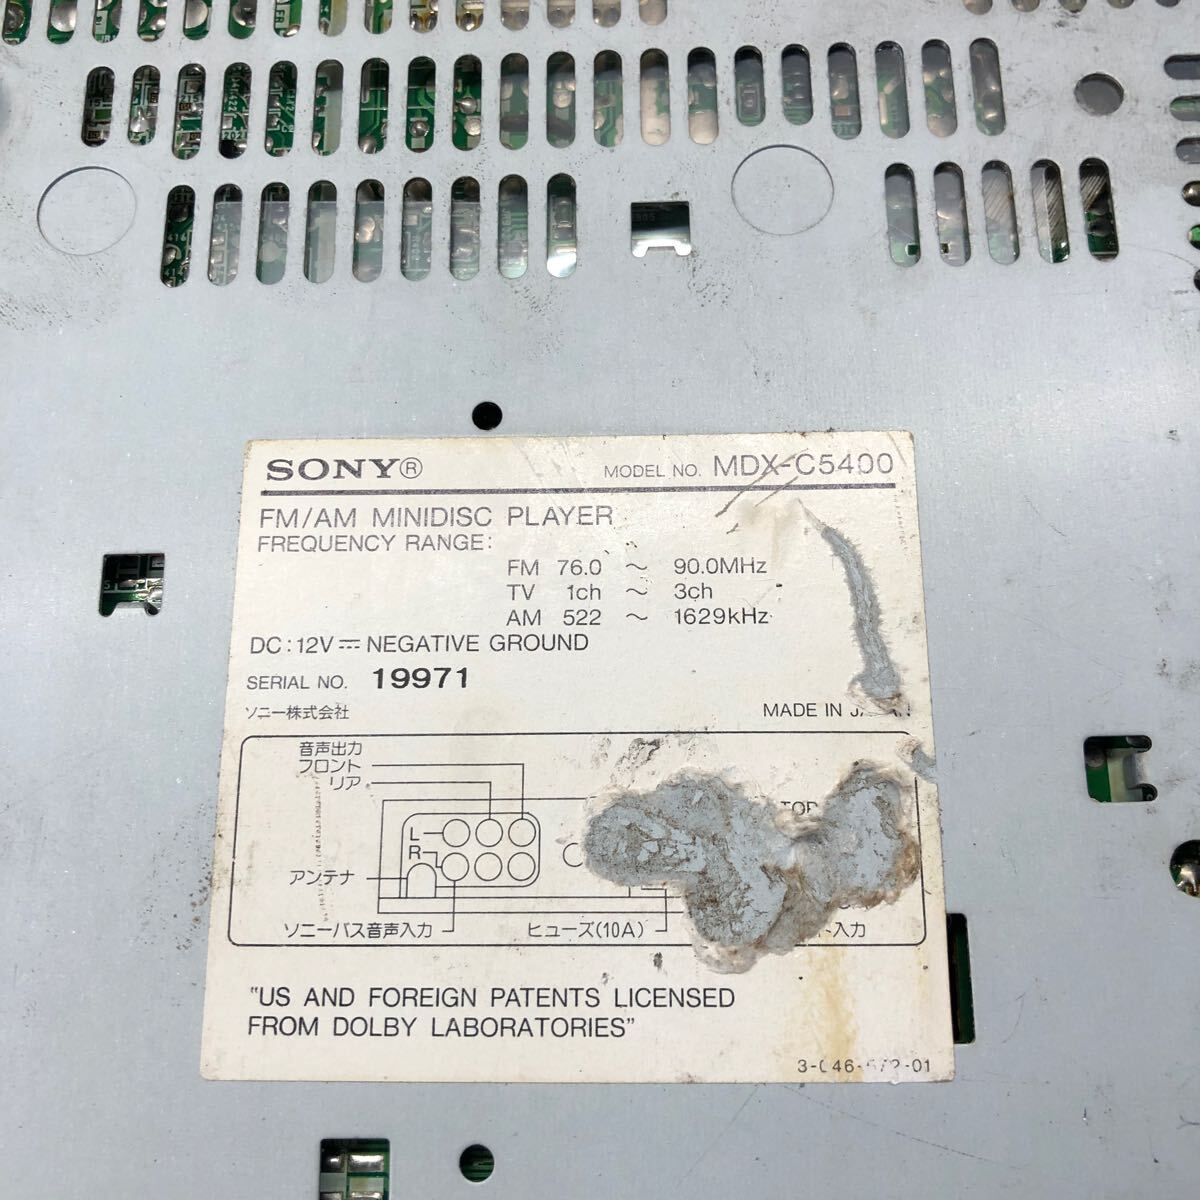 SONY®
MODEL NO. MDX-C5400
FM/AM MINIDISC PLAYER
FREQUENCY RANGE:
FM 76.0 ～ 90.0MHz
TV 1ch ～ 3ch
AM 522 ～ 1629kHz
DC : 12V ⎓ NEGATIVE GROUND
SERIAL NO. 19971
ソニー株式会社
MADE IN
音声出力
フロント
リア
L
R
アンテナ
ソニーバス音声入力
ヒューズ(10A)
入力
"US AND FOREIGN PATENTS LICENSED
FROM DOLBY LABORATORIES"